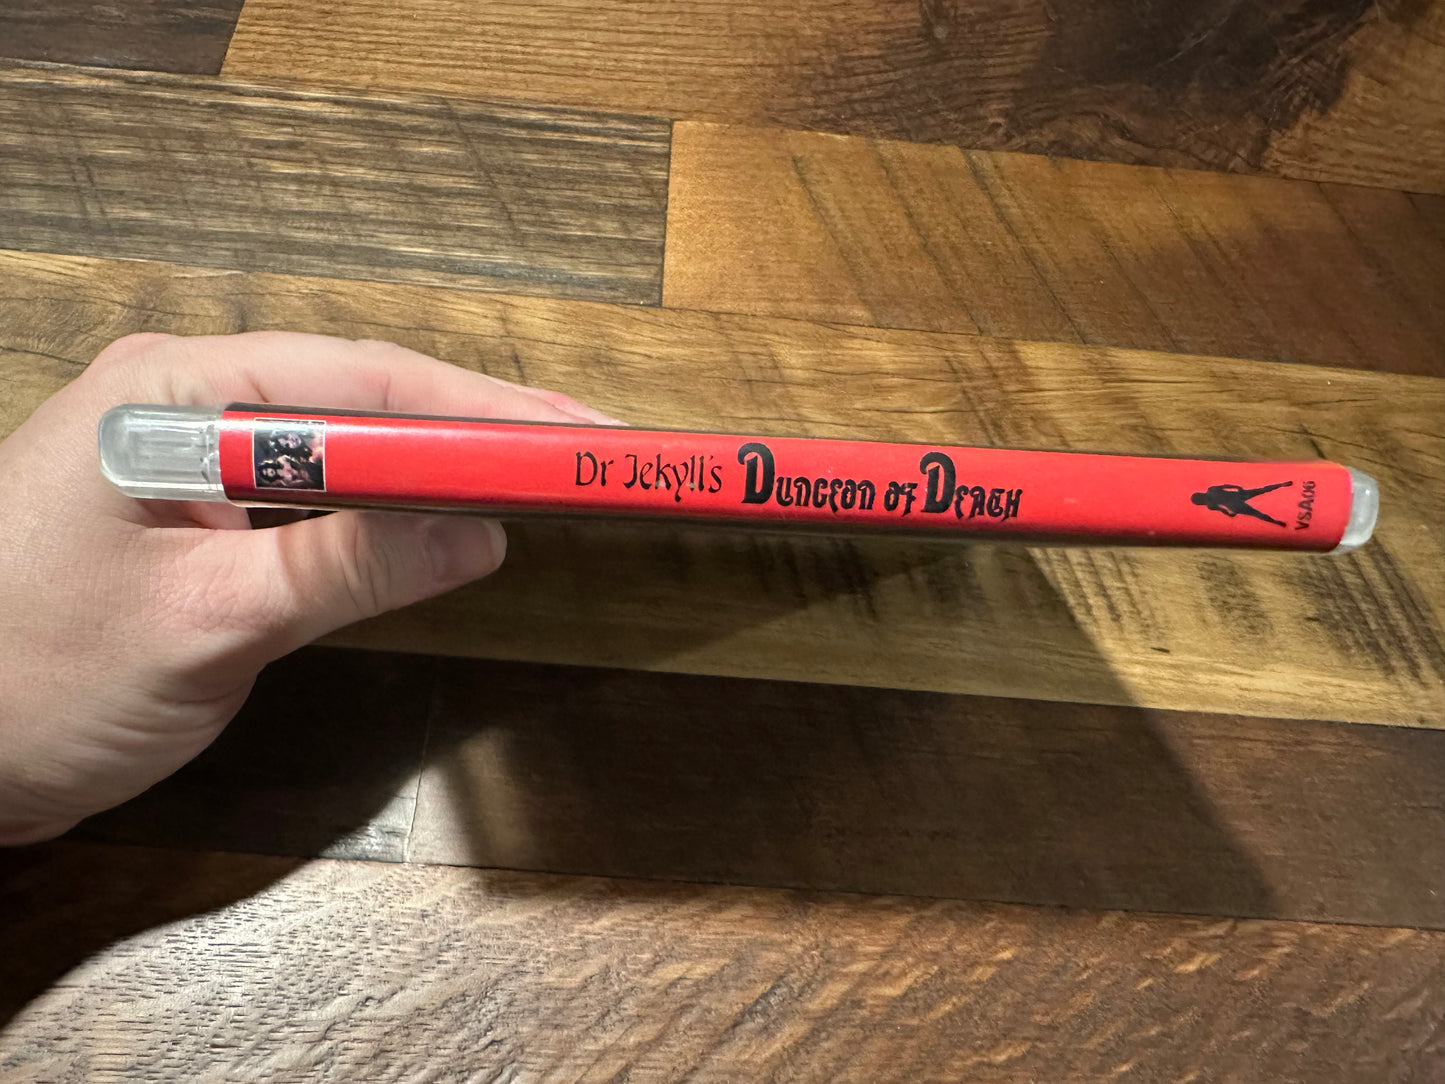 Dr Jekyll's Dungeon of Death
VSA06